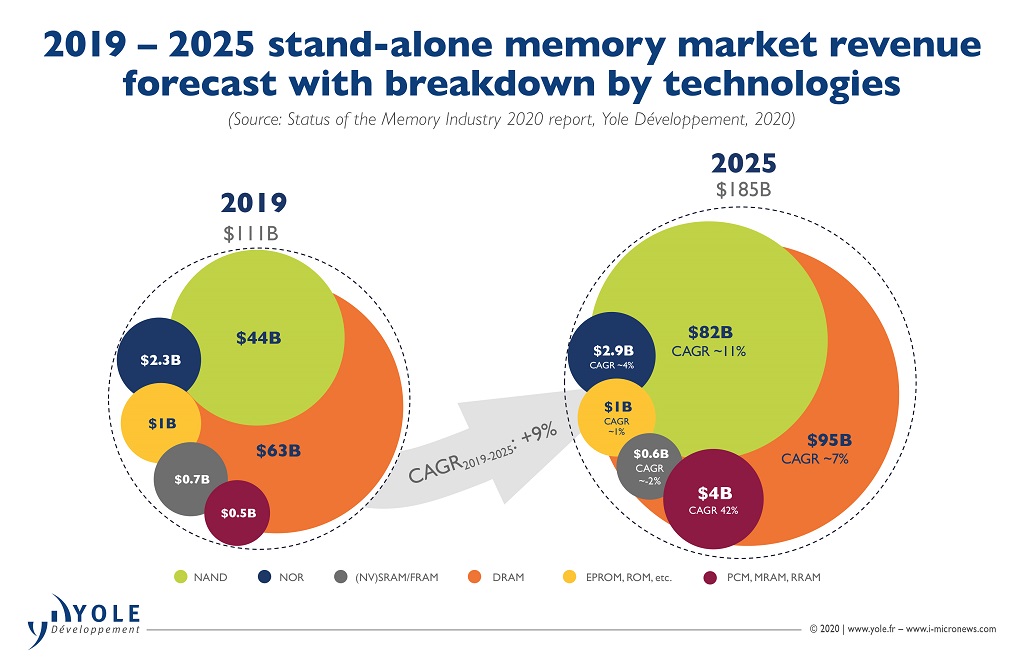 2019 – 2025 stand-alone memory market revenue
forecast with breakdown by technologies
(Source: Status of the Memory Industry 2020 report, Yole Développement, 2020)
2019
$111B
$44B
$2.3B
$1B
$63B
$0.7B
$0.5B
CAGR2019-2025: +9%
2025
$185B
$82B
CAGR ~11%
$2.9B
CAGR ~4%
$1B
CAGR
~1%
$95B
CAGR ~7%
$0.6B
CAGR
~-2%
$4B
CAGR 42%
NAND
NOR
(NV)SRAM/FRAM
DRAM
EPROM, ROM, etc.
PCM, MRAM, RRAM
YOLE
Développement
© 2020 | www.yole.fr – www.i-micronews.com